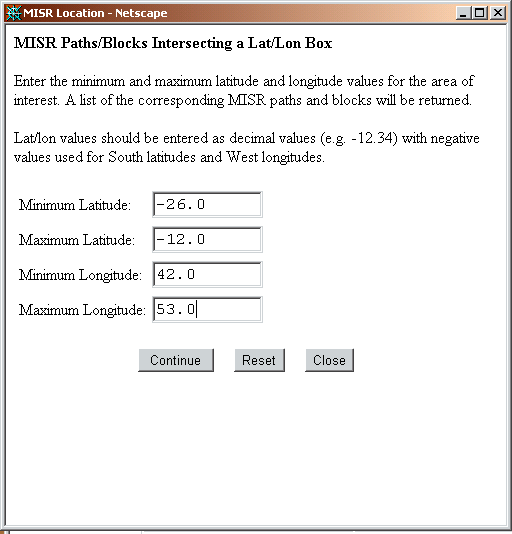 MISR Location - Netscape
MISR Paths/Blocks Intersecting a Lat/Lon Box
Enter the minimum and maximum latitude and longitude values for the area of
interest. A list of the corresponding MISR paths and blocks will be returned.
Lat/lon values should be entered as decimal values (e.g. -12.34) with negative
values used for South latitudes and West longitudes.
Minimum Latitude: -26.0
Maximum Latitude: -12.0
Minimum Longitude: 42.0
Maximum Longitude: 53.0
Continue Reset Close